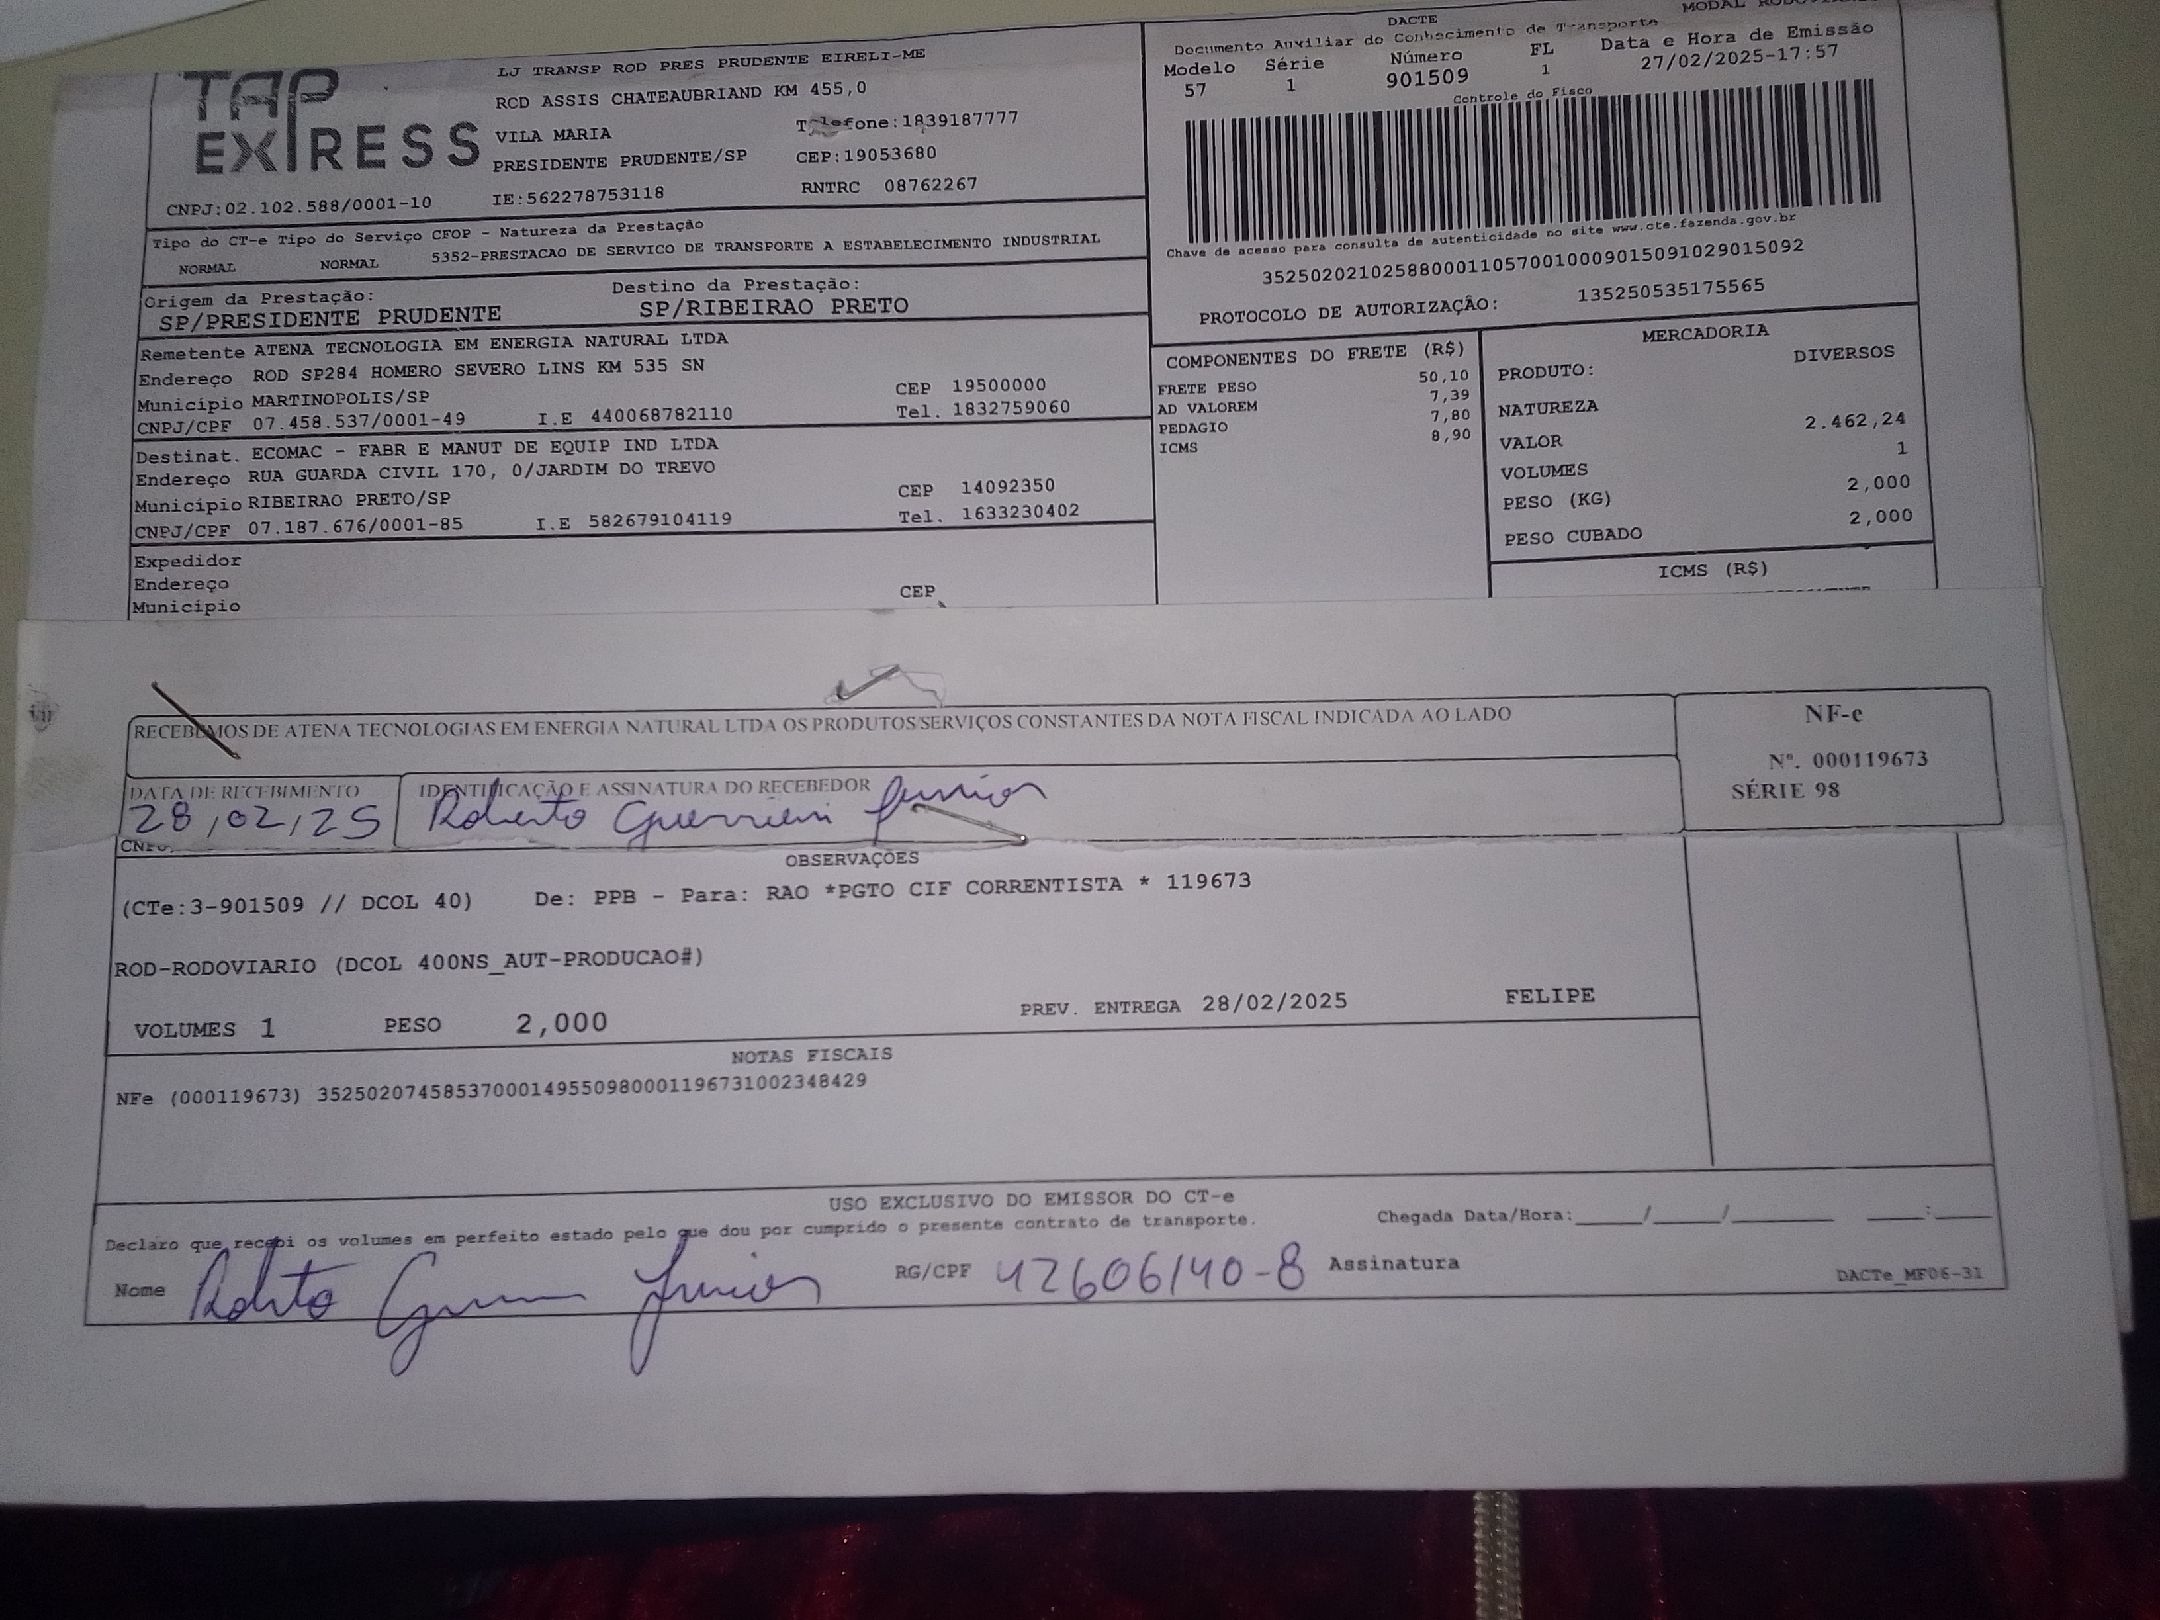 TAP
EXPRESS
LJ TRANSP ROD PRES PRUDENTE EIRELI-ME
ROD ASSIS CHATEAUBRIAND KM 455,0
VILA MARIA Telefone:1839187777
PRESIDENTE PRUDENTE/SP CEP:19053680
CNPJ:02.102.588/0001-10 IE:562278753118 RNTRC 08762267
DACTE
Documento Auxiliar do Conhecimento de Transporte
Modelo Série Número FL Data e Hora de Emissão
57 1 901509 1 27/02/2025-17:57
Controle do Fisco
Chave de acesso para consulta de autenticidade no site www.cte.fazenda.gov.br
35250202102588000110570010009015091029015092
PROTOCOLO DE AUTORIZAÇÃO: 135250535175565
Tipo do CT-e Tipo do Serviço CFOP - Natureza da Prestação
NORMAL NORMAL 5352-PRESTACAO DE SERVICO DE TRANSPORTE A ESTABELECIMENTO INDUSTRIAL
Origem da Prestação: Destino da Prestação:
SP/PRESIDENTE PRUDENTE SP/RIBEIRAO PRETO
Remetente ATENA TECNOLOGIA EM ENERGIA NATURAL LTDA
Endereço ROD SP284 HOMERO SEVERO LINS KM 535 SN
Município MARTINOPOLIS/SP CEP 19500000
CNPJ/CPF 07.458.537/0001-49 I.E 440068782110 Tel. 1832759060
Destinat. ECOMAC - FABR E MANUT DE EQUIP IND LTDA
Endereço RUA GUARDA CIVIL 170, 0/JARDIM DO TREVO
Município RIBEIRAO PRETO/SP CEP 14092350
CNPJ/CPF 07.187.676/0001-85 I.E 582679104119 Tel. 1633230402
Expedidor
Endereço
Município CEP
COMPONENTES DO FRETE (R$)
FRETE PESO 50,10
AD VALOREM 7,39
PEDAGIO 7,80
ICMS 8,90
MERCADORIA
PRODUTO: DIVERSOS
NATUREZA
VALOR 2.462,24
VOLUMES 1
PESO (KG) 2,000
PESO CUBADO 2,000
ICMS (R$)
RECEBEMOS DE ATENA TECNOLOGIAS EM ENERGIA NATURAL LTDA OS PRODUTOS/SERVIÇOS CONSTANTES DA NOTA FISCAL INDICADA AO LADO
NF-e
Nº. 000119673
SÉRIE 98
DATA DE RECEBIMENTO IDENTIFICAÇÃO E ASSINATURA DO RECEBEDOR
28/02/25 Roberto Guerrieri Junior
OBSERVAÇÕES
(CTe:3-901509 // DCOL 40) De: PPB - Para: RAO *PGTO CIF CORRENTISTA * 119673
ROD-RODOVIARIO (DCOL 400NS_AUT-PRODUCAO#)
VOLUMES 1 PESO 2,000 PREV. ENTREGA 28/02/2025 FELIPE
NOTAS FISCAIS
NFe (000119673) 35250207458537000149550980001196731002348429
USO EXCLUSIVO DO EMISSOR DO CT-e
Declaro que recebi os volumes em perfeito estado pelo que dou por cumprido o presente contrato de transporte. Chegada Data/Hora:____/____/______ ____:____
Nome Roberto Junior RG/CPF 42606140-8 Assinatura DACTe_MF06-31